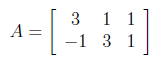 A = [ 3 1 1
-1 3 1 ]